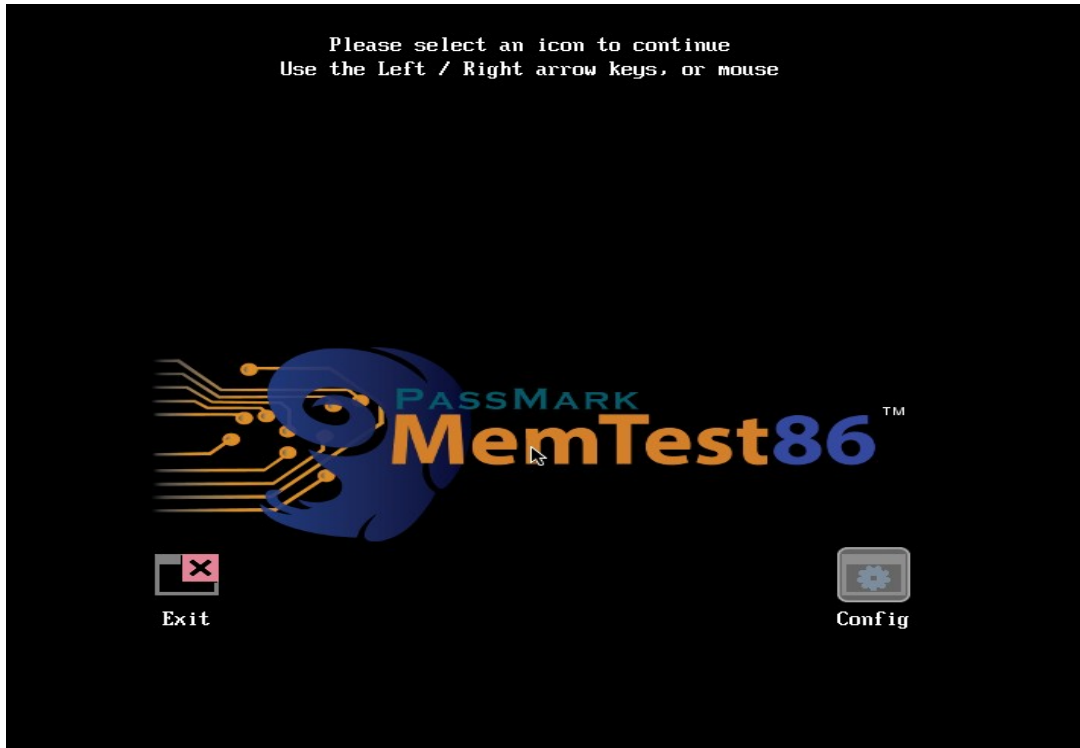 Please select an icon to continue
Use the Left / Right arrow keys, or mouse
PASSMARK
MemTest86™
Exit
Config